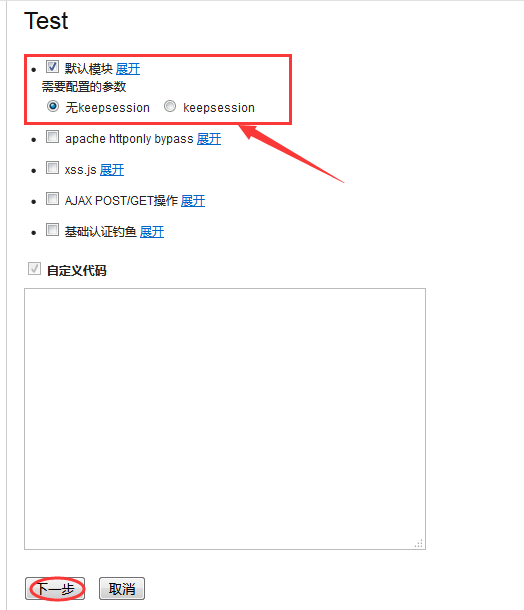 Test
默认模块 展开
需要配置的参数
无keepsession keepsession
apache httponly bypass 展开
xss.js 展开
AJAX POST/GET操作 展开
基础认证钓鱼 展开
自定义代码
下一步 取消